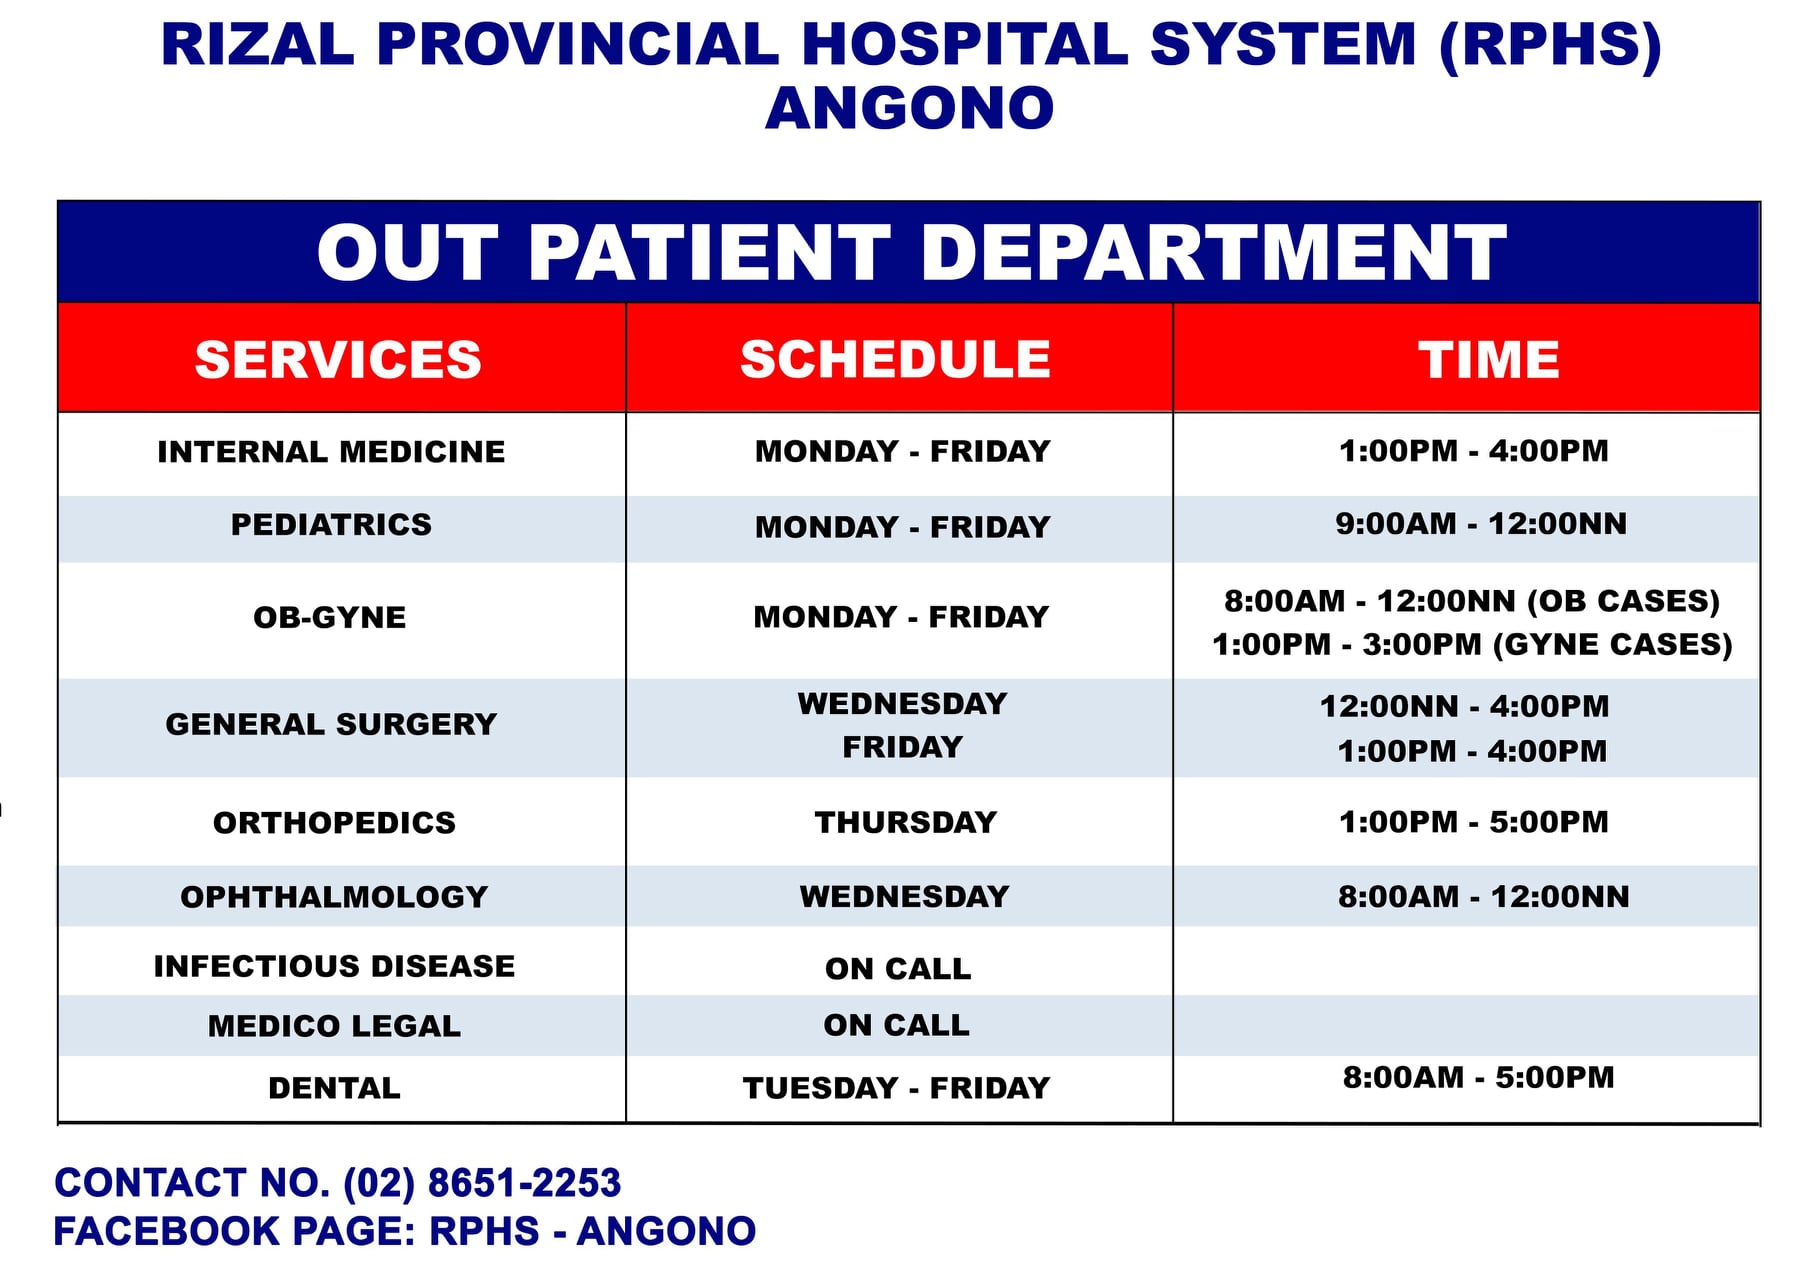 RIZAL PROVINCIAL HOSPITAL SYSTEM (RPHS)
ANGONO
OUT PATIENT DEPARTMENT
SERVICES SCHEDULE TIME
INTERNAL MEDICINE MONDAY - FRIDAY 1:00PM - 4:00PM
PEDIATRICS MONDAY - FRIDAY 9:00AM - 12:00NN
OB-GYNE MONDAY - FRIDAY 8:00AM - 12:00NN (OB CASES)
1:00PM - 3:00PM (GYNE CASES)
GENERAL SURGERY WEDNESDAY 12:00NN - 4:00PM
FRIDAY 1:00PM - 4:00PM
ORTHOPEDICS THURSDAY 1:00PM - 5:00PM
OPHTHALMOLOGY WEDNESDAY 8:00AM - 12:00NN
INFECTIOUS DISEASE ON CALL
MEDICO LEGAL ON CALL
DENTAL TUESDAY - FRIDAY 8:00AM - 5:00PM
CONTACT NO. (02) 8651-2253
FACEBOOK PAGE: RPHS - ANGONO